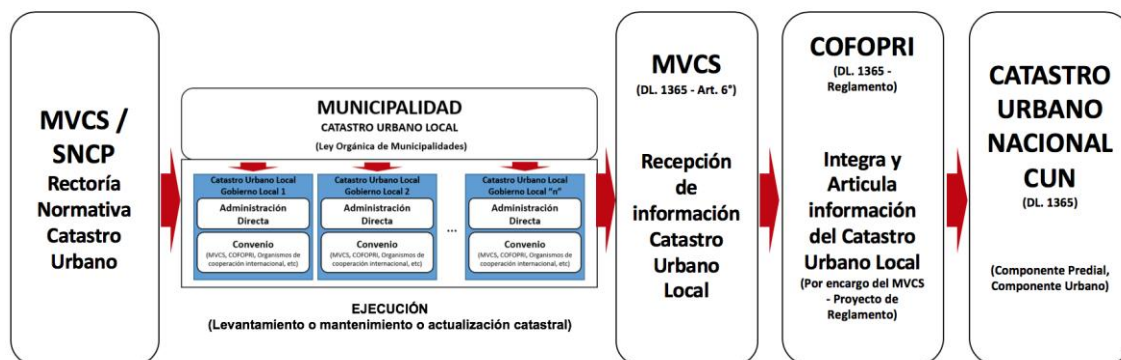 MVCS /
SNCP
Rectoría
Normativa
Catastro
Urbano
MUNICIPALIDAD
CATASTRO URBANO LOCAL
(Ley Orgánica de Municipalidades)
Catastro Urbano Local
Gobierno Local 1
Administración
Directa
Convenio
(MVCS, COFOPRI, Organismos de
cooperación internacional, etc)
Catastro Urbano Local
Gobierno Local 2
Administración
Directa
Convenio
(MVCS, COFOPRI, Organismos de
cooperación internacional, etc)
...
Catastro Urbano Local
Gobierno Local "n"
Administración
Directa
Convenio
(MVCS, COFOPRI, Organismos de
cooperación internacional, etc)
EJECUCIÓN
(Levantamiento o mantenimiento o actualización catastral)
MVCS
(DL. 1365 - Art. 6°)
Recepción
de
información
Catastro
Urbano
Local
COFOPRI
(DL. 1365 -
Reglamento)
Integra y
Articula
información
del Catastro
Urbano Local
(Por encargo del MVCS
- Proyecto de
Reglamento)
CATASTRO
URBANO
NACIONAL
CUN
(DL. 1365)
(Componente Predial,
Componente Urbano)